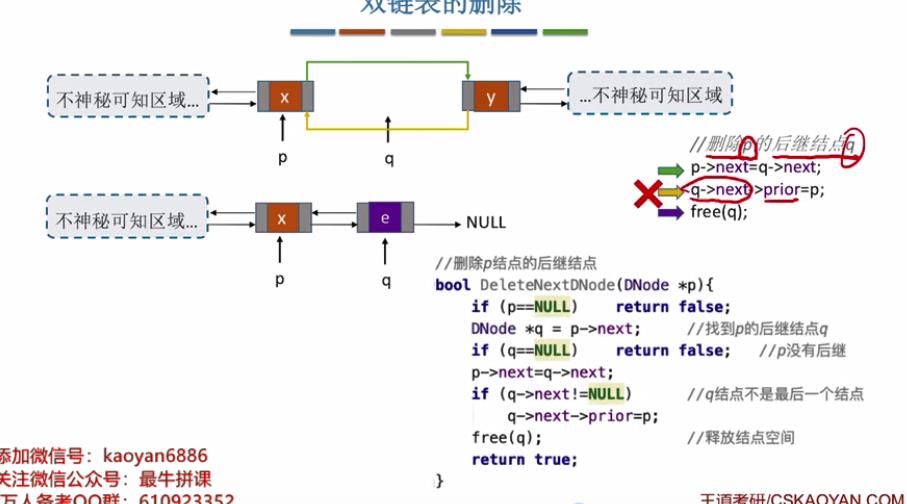 双链表的删除
不神秘可知区域...
x
y
...不神秘可知区域
p
q
//删除p的后继结点q
p->next=q->next;
q->next->prior=p;
free(q);
不神秘可知区域...
x
e
NULL
p
q
//删除p结点的后继结点
bool DeleteNextDNode(DNode *p){
if (p==NULL) return false;
DNode *q = p->next; //找到p的后继结点q
if (q==NULL) return false; //p没有后继
p->next=q->next;
if (q->next!=NULL) //q结点不是最后一个结点
q->next->prior=p;
free(q); //释放结点空间
return true;
}
添加微信号：kaoyan6886
关注微信公众号：最牛拼课
万人备考QQ群：610923352
王道考研/CSKAOYAN.COM